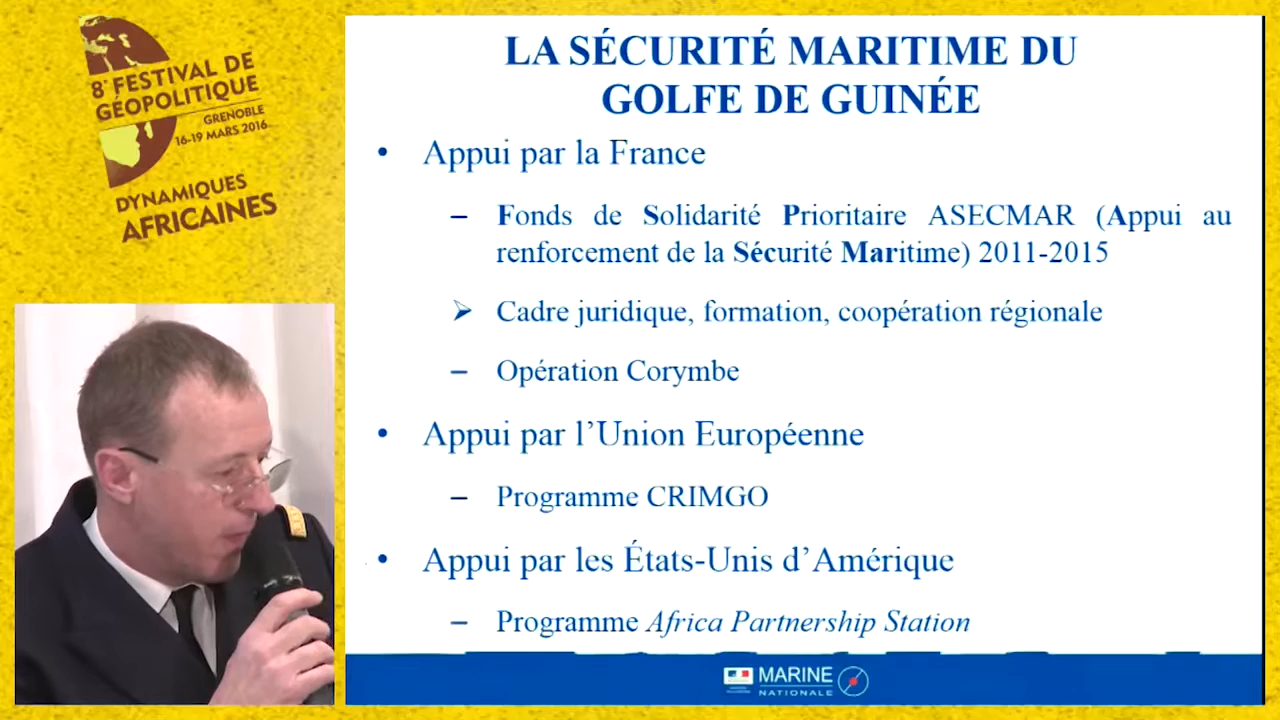 8e FESTIVAL DE
GÉOPOLITIQUE
GRENOBLE
16-19 MARS 2016
DYNAMIQUES
AFRICAINES
LA SÉCURITÉ MARITIME DU
GOLFE DE GUINÉE
• Appui par la France
– Fonds de Solidarité Prioritaire ASECMAR (Appui au
renforcement de la Sécurité Maritime) 2011-2015
➢ Cadre juridique, formation, coopération régionale
– Opération Corymbe
• Appui par l’Union Européenne
– Programme CRIMGO
• Appui par les États-Unis d’Amérique
– Programme Africa Partnership Station
MARINE
NATIONALE